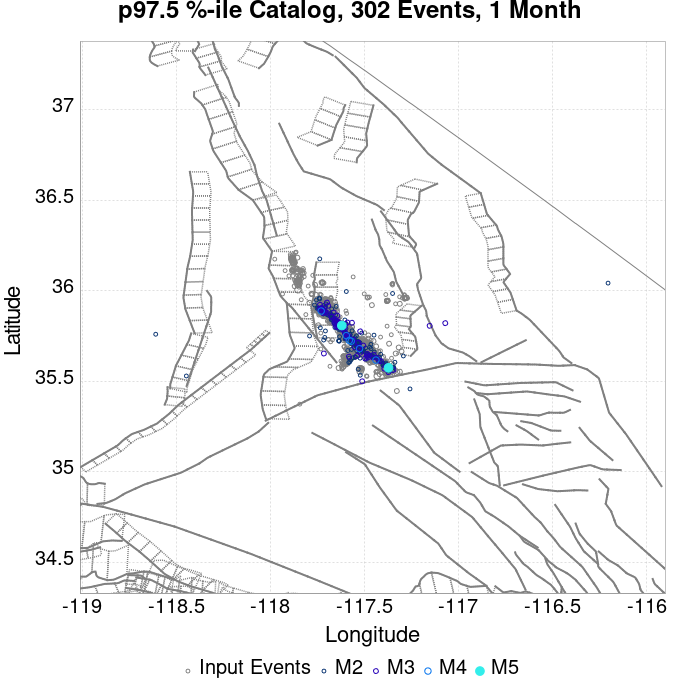 p97.5 %-ile Catalog, 302 Events, 1 Month
37
36.5
36
35.5
35
34.5
Latitude
-119 -118.5 -118 -117.5 -117 -116.5 -116
Longitude
Input Events M2 M3 M4 M5